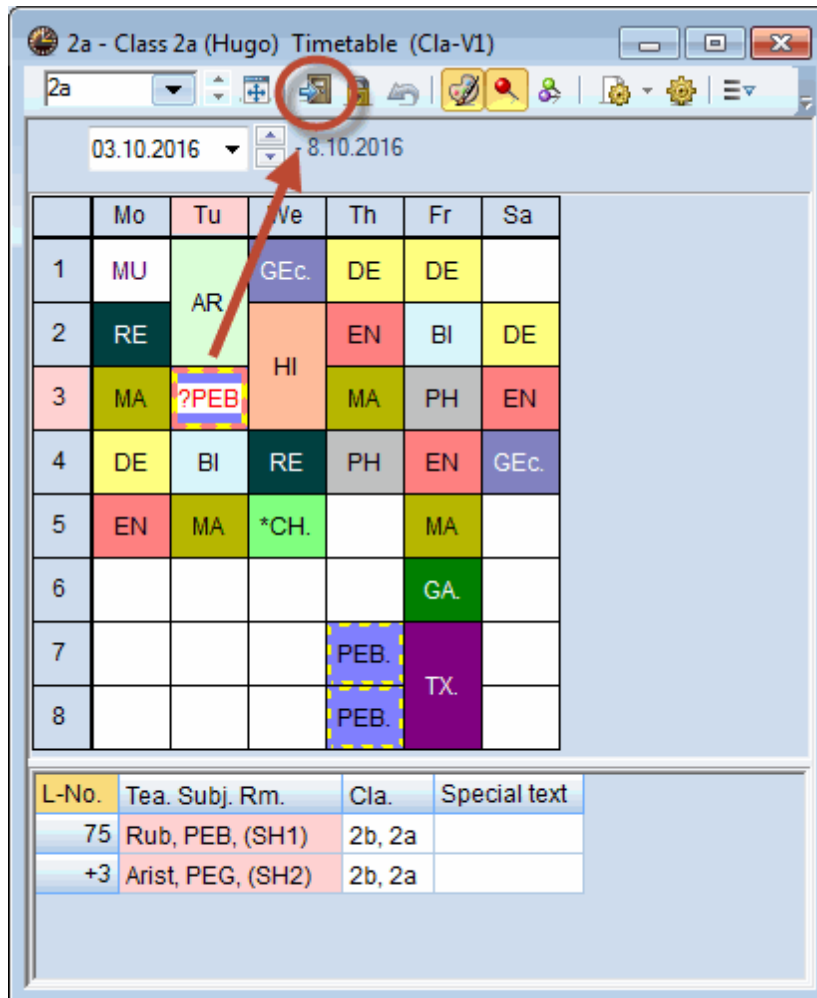 2a - Class 2a (Hugo) Timetable (Cla-V1)
2a
03.10.2016 - 8.10.2016
Mo Tu We Th Fr Sa
1 MU AR GEc. DE DE
2 RE HI EN BI DE
3 MA ?PEB MA PH EN
4 DE BI RE PH EN GEc.
5 EN MA *CH. MA
6 GA.
7 PEB. TX.
8 PEB.
L-No. Tea. Subj. Rm. Cla. Special text
75 Rub, PEB, (SH1) 2b, 2a
+3 Arist, PEG, (SH2) 2b, 2a